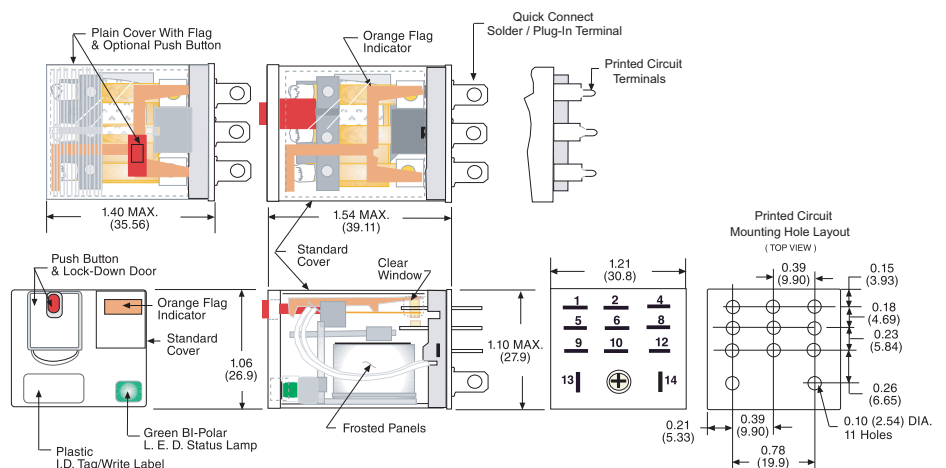 Plain Cover With Flag
& Optional Push Button
Orange Flag
Indicator
Quick Connect
Solder / Plug-In Terminal
Printed Circuit
Terminals
1.40 MAX.
(35.56)
1.54 MAX.
(39.11)
Standard
Cover
Clear
Window
Push Button
& Lock-Down Door
Orange Flag
Indicator
Standard
Cover
1.06
(26.9)
Plastic
I.D. Tag/Write Label
Green BI-Polar
L. E. D. Status Lamp
Frosted Panels
1.10 MAX.
(27.9)
1.21
(30.8)
1 2 4
5 6 8
9 10 12
13 14
Printed Circuit
Mounting Hole Layout
( TOP VIEW )
0.39
(9.90)
0.15
(3.93)
0.18
(4.69)
0.23
(5.84)
0.26
(6.65)
0.21
(5.33)
0.39
(9.90)
0.78
(19.9)
0.10 (2.54) DIA.
11 Holes